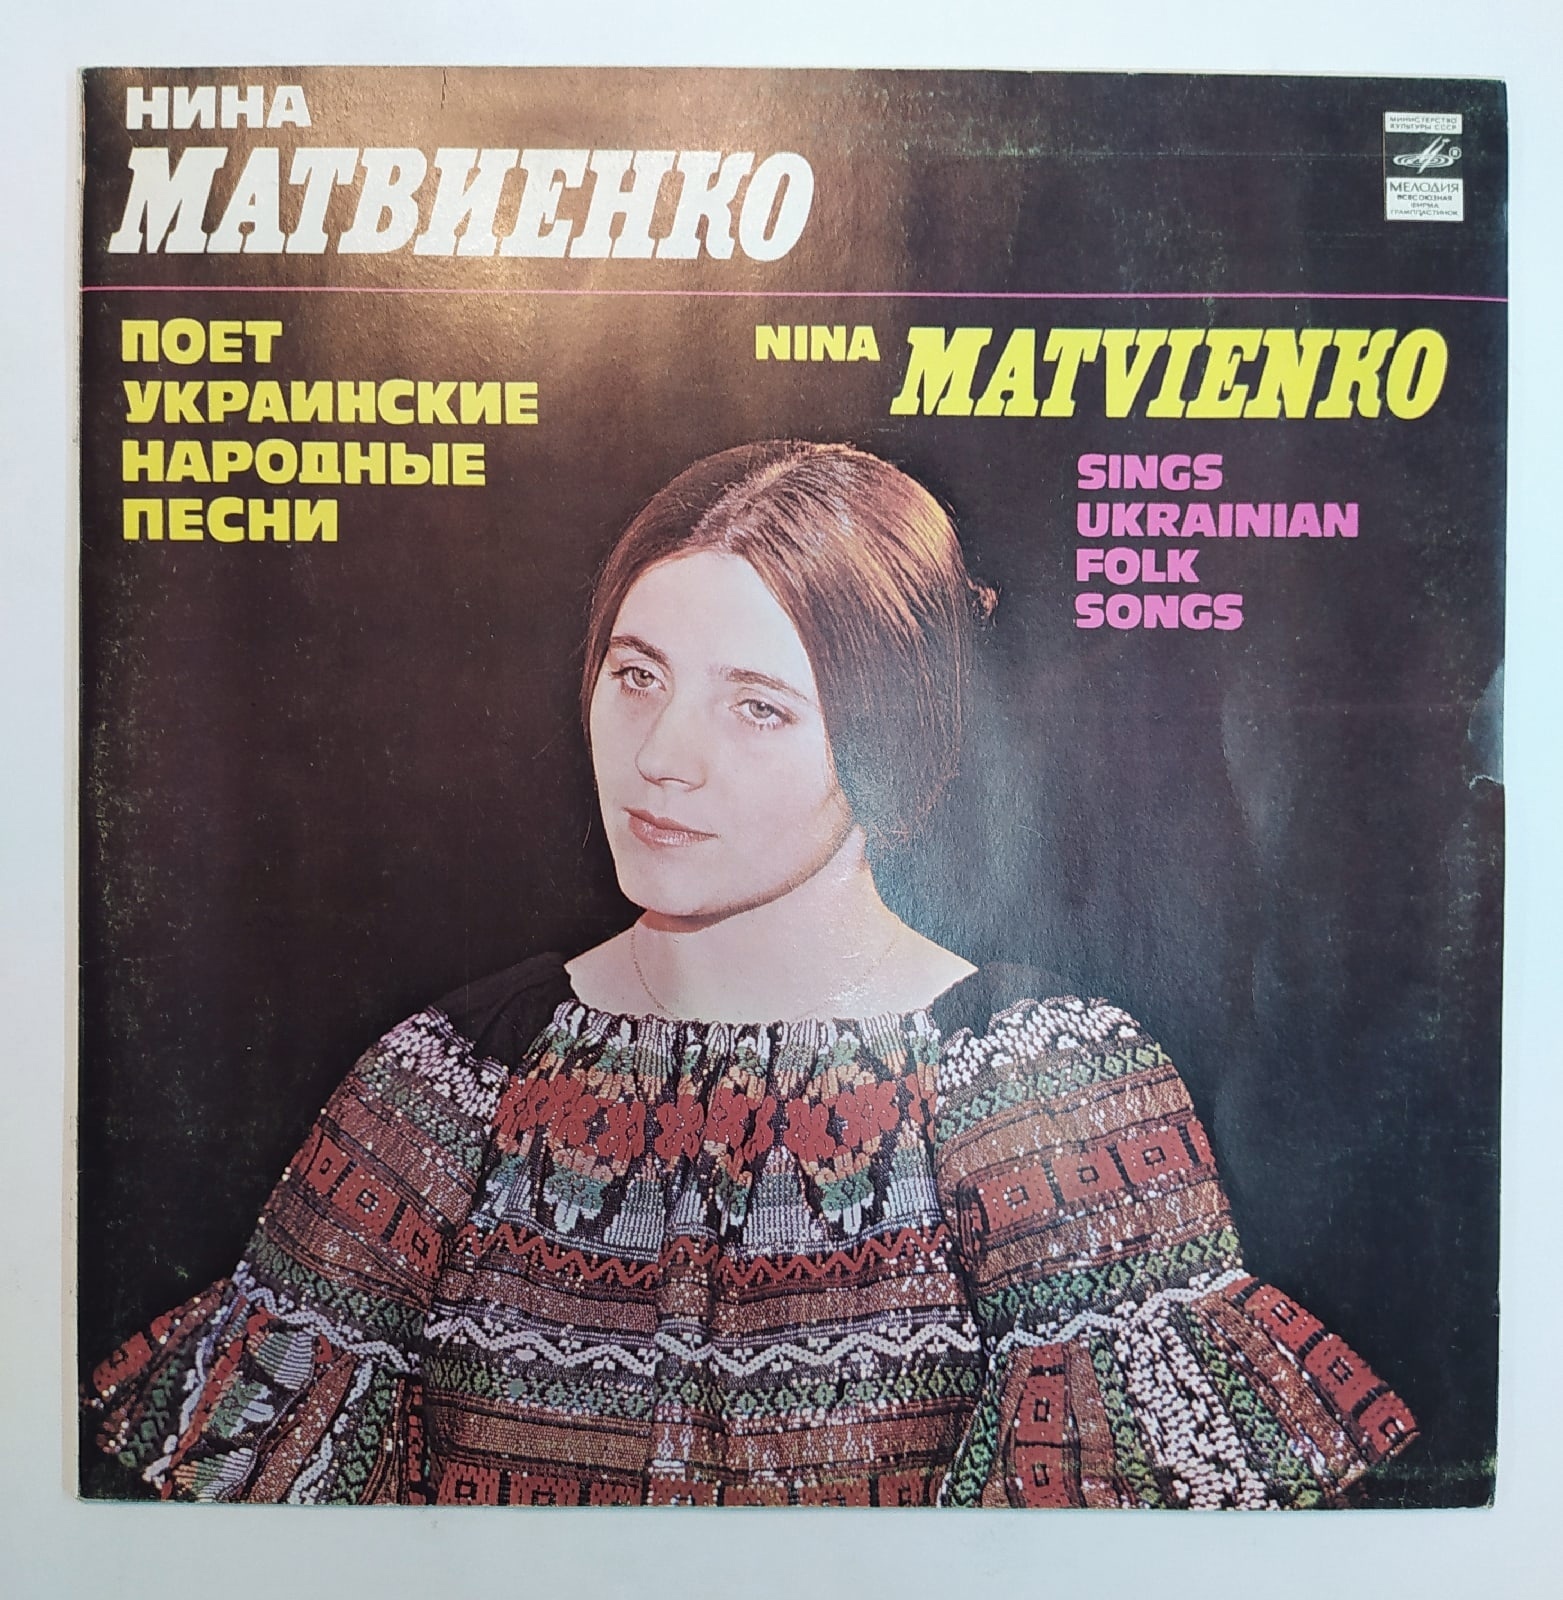 НИНА
МАТВИЕНКО
МИНИСТЕРСТВО
КУЛЬТУРЫ СССР
®
МЕЛОДИЯ
ВСЕСОЮЗНАЯ
ФИРМА
ГРАМПЛАСТИНОК
ПОЕТ
УКРАИНСКИЕ
НАРОДНЫЕ
ПЕСНИ
NINA MATVIENKO
SINGS
UKRAINIAN
FOLK
SONGS